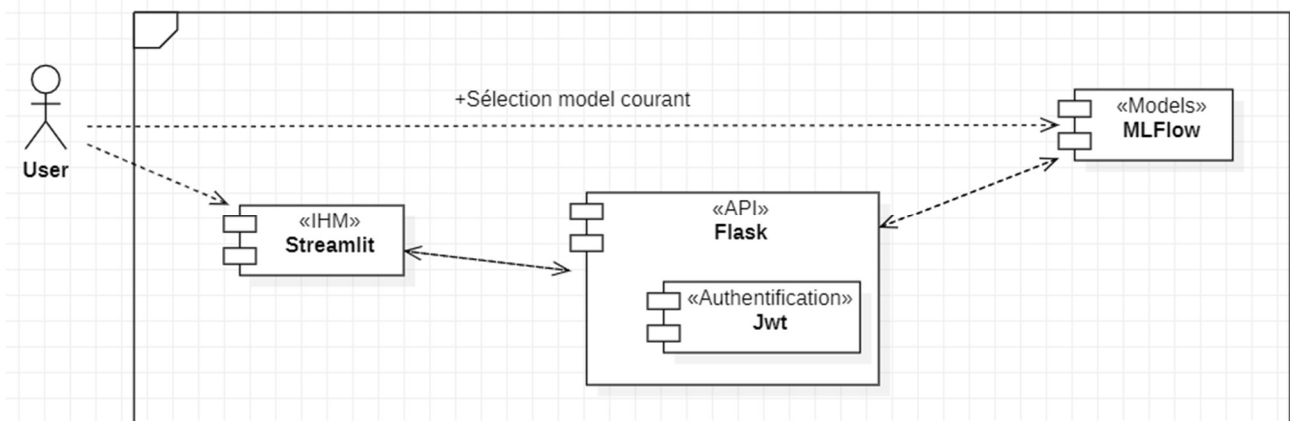 +Sélection model courant
«Models»
MLFlow
User
«IHM»
Streamlit
«API»
Flask
«Authentification»
Jwt